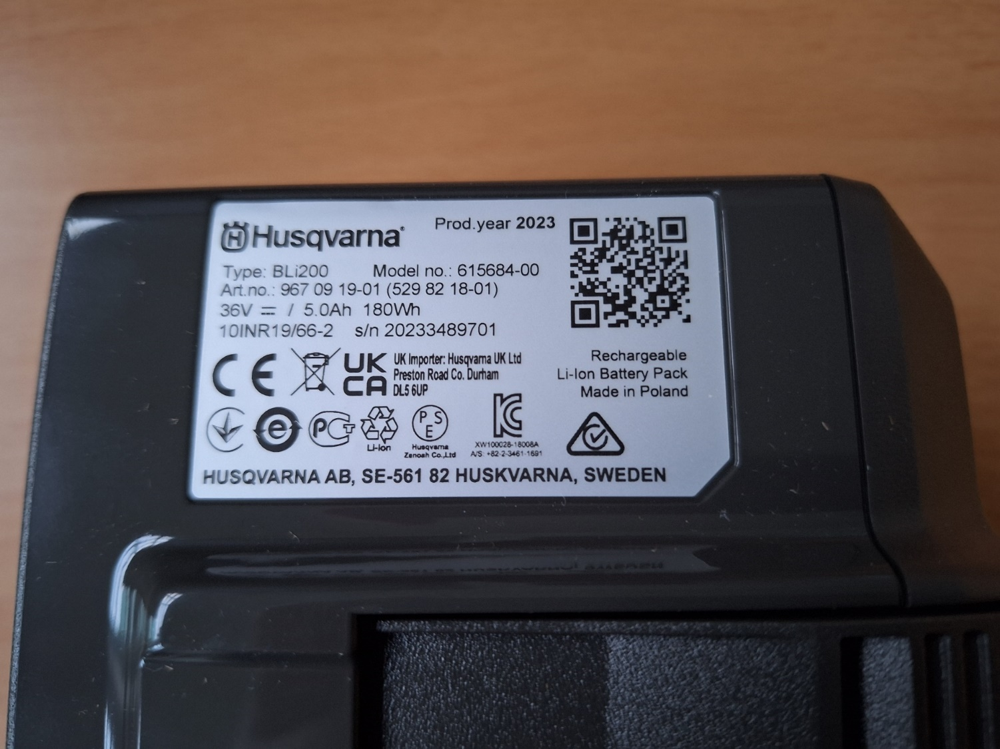 Husqvarna
Prod.year 2023
Type: BLi200 Model no.: 615684-00
Art.no.: 967 09 19-01 (529 82 18-01)
36V ⎓ / 5.0Ah 180Wh
10INR19/66-2 s/n 20233489701
CE
UK
CA
UK Importer: Husqvarna UK Ltd
Preston Road Co. Durham
DL5 6UP
Rechargeable
Li-Ion Battery Pack
Made in Poland
e
PCT
Li-Ion
PSE
Husqvarna
Zenoah Co.,Ltd
KC
XW100028-18008A
A/S: +82-2-3461-1691
HUSQVARNA AB, SE-561 82 HUSKVARNA, SWEDEN